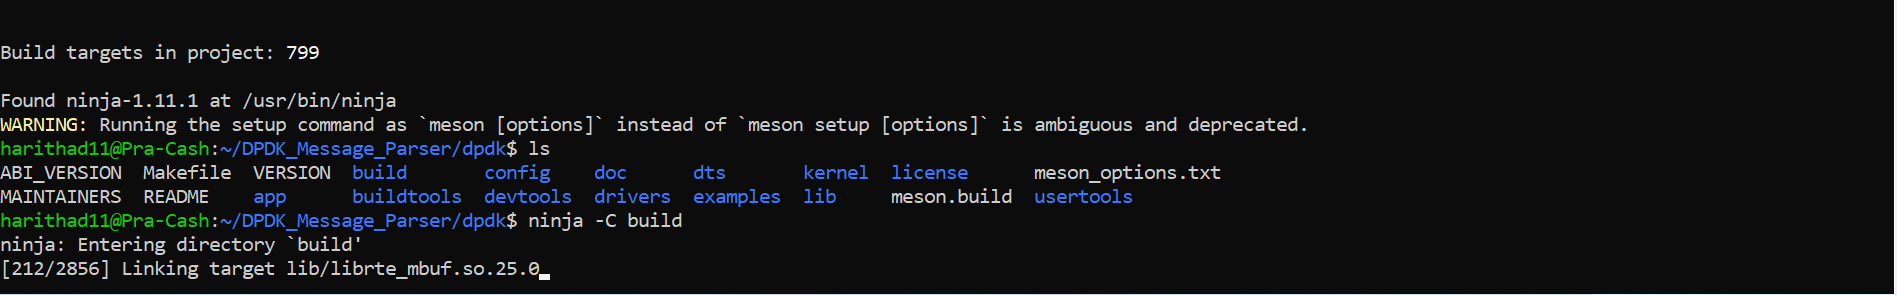 Build targets in project: 799
Found ninja-1.11.1 at /usr/bin/ninja
WARNING: Running the setup command as `meson [options]` instead of `meson setup [options]` is ambiguous and deprecated.
harithad11@Pra-Cash:~/DPDK_Message_Parser/dpdk$ ls
ABI_VERSION  Makefile  VERSION  build       config    doc      dts       kernel  license      meson_options.txt
MAINTAINERS  README    app      buildtools  devtools  drivers  examples  lib     meson.build  usertools
harithad11@Pra-Cash:~/DPDK_Message_Parser/dpdk$ ninja -C build
ninja: Entering directory `build'
[212/2856] Linking target lib/librte_mbuf.so.25.0